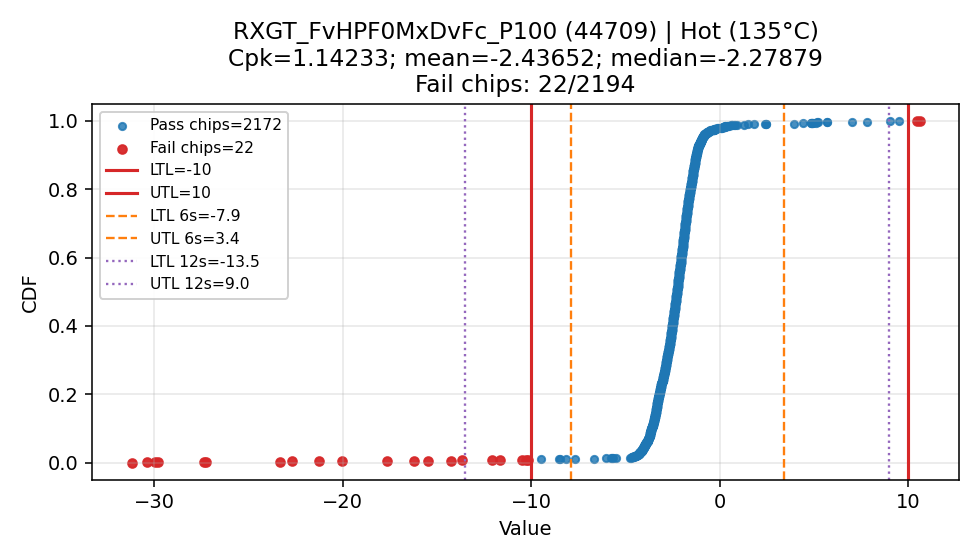 RXGT_FvHPF0MxDvFc_P100 (44709) | Hot (135°C)
Cpk=1.14233; mean=-2.43652; median=-2.27879
Fail chips: 22/2194
Pass chips=2172
Fail chips=22
LTL=-10
UTL=10
LTL 6s=-7.9
UTL 6s=3.4
LTL 12s=-13.5
UTL 12s=9.0
CDF
1.0
0.8
0.6
0.4
0.2
0.0
−30
−20
−10
0
10
Value